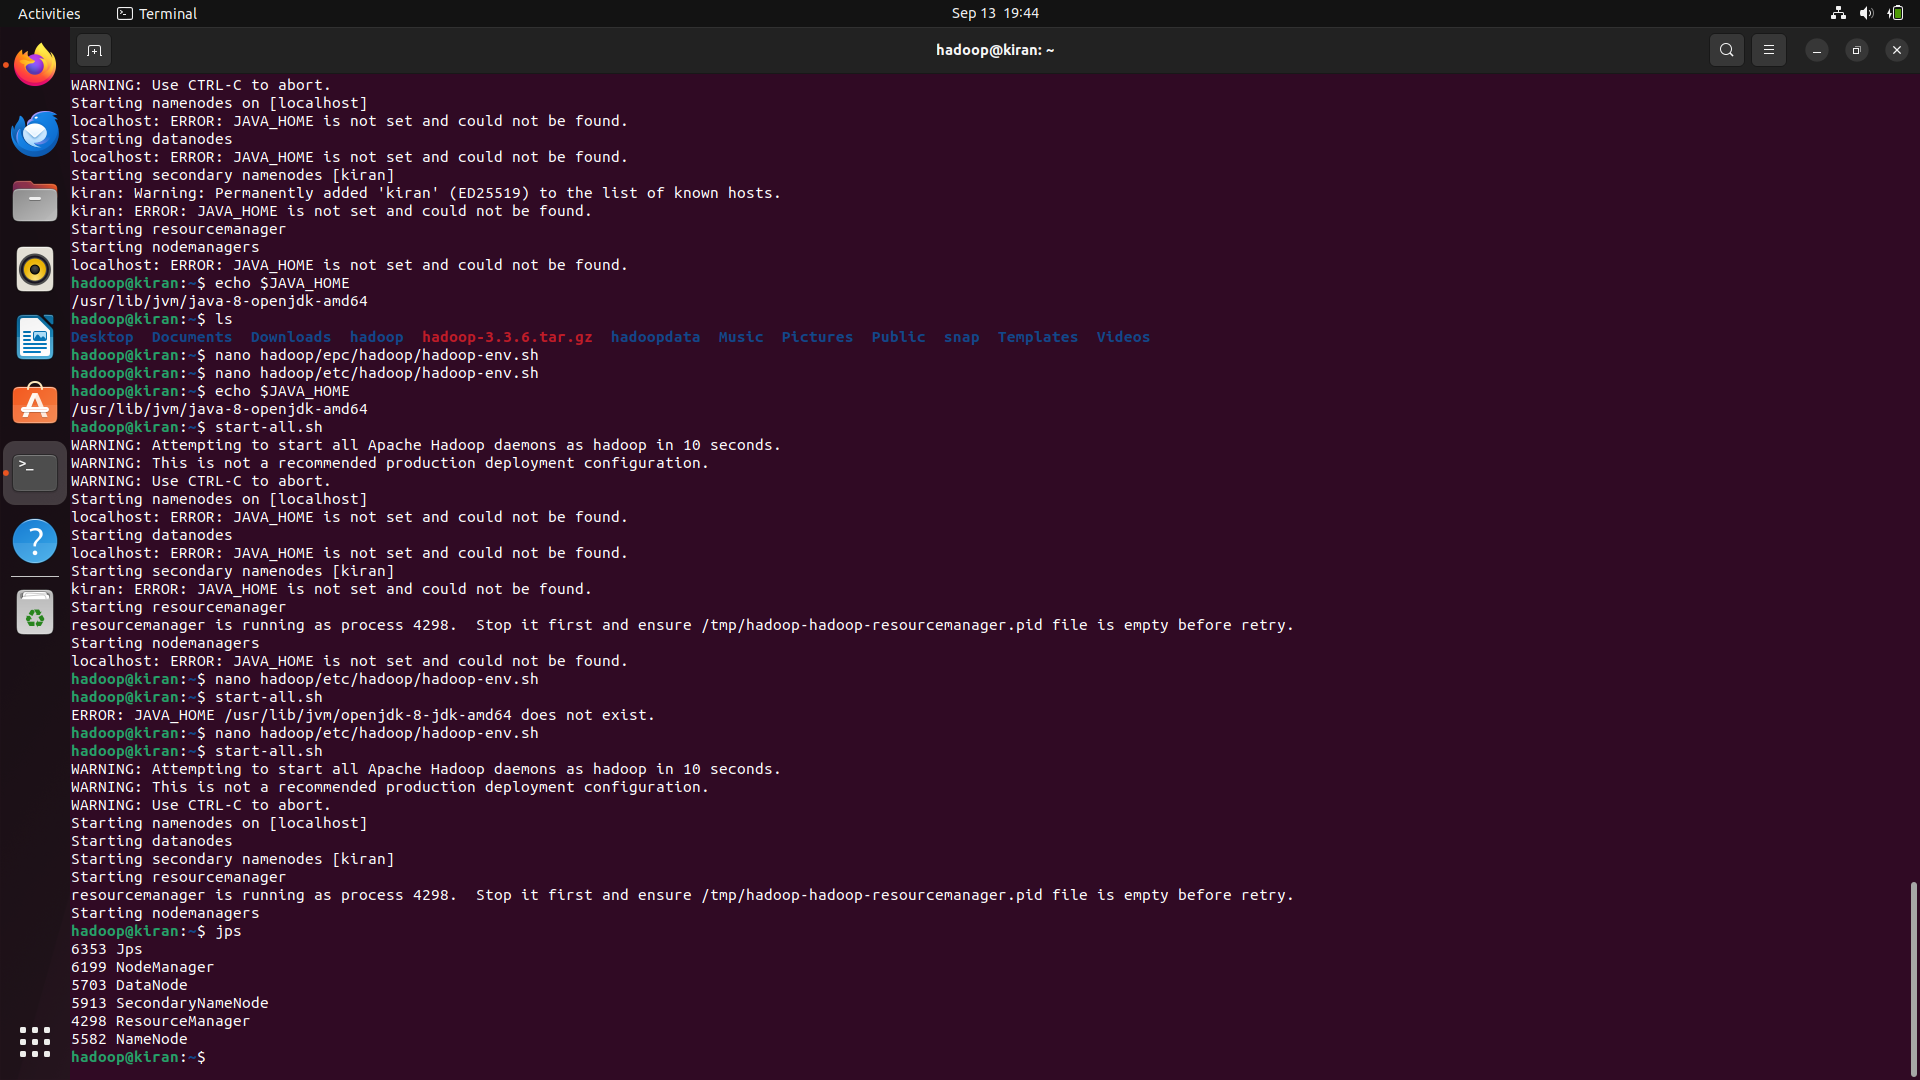 Activities
Terminal
Sep 13 19:44
hadoop@kiran: ~
WARNING: Use CTRL-C to abort.
Starting namenodes on [localhost]
localhost: ERROR: JAVA_HOME is not set and could not be found.
Starting datanodes
localhost: ERROR: JAVA_HOME is not set and could not be found.
Starting secondary namenodes [kiran]
kiran: Warning: Permanently added 'kiran' (ED25519) to the list of known hosts.
kiran: ERROR: JAVA_HOME is not set and could not be found.
Starting resourcemanager
Starting nodemanagers
localhost: ERROR: JAVA_HOME is not set and could not be found.
hadoop@kiran:~$ echo $JAVA_HOME
/usr/lib/jvm/java-8-openjdk-amd64
hadoop@kiran:~$ ls
Desktop  Documents  Downloads  hadoop  hadoop-3.3.6.tar.gz  hadoopdata  Music  Pictures  Public  snap  Templates  Videos
hadoop@kiran:~$ nano hadoop/epc/hadoop/hadoop-env.sh
hadoop@kiran:~$ nano hadoop/etc/hadoop/hadoop-env.sh
hadoop@kiran:~$ echo $JAVA_HOME
/usr/lib/jvm/java-8-openjdk-amd64
hadoop@kiran:~$ start-all.sh
WARNING: Attempting to start all Apache Hadoop daemons as hadoop in 10 seconds.
WARNING: This is not a recommended production deployment configuration.
WARNING: Use CTRL-C to abort.
Starting namenodes on [localhost]
localhost: ERROR: JAVA_HOME is not set and could not be found.
Starting datanodes
localhost: ERROR: JAVA_HOME is not set and could not be found.
Starting secondary namenodes [kiran]
kiran: ERROR: JAVA_HOME is not set and could not be found.
Starting resourcemanager
resourcemanager is running as process 4298.  Stop it first and ensure /tmp/hadoop-hadoop-resourcemanager.pid file is empty before retry.
Starting nodemanagers
localhost: ERROR: JAVA_HOME is not set and could not be found.
hadoop@kiran:~$ nano hadoop/etc/hadoop/hadoop-env.sh
hadoop@kiran:~$ start-all.sh
ERROR: JAVA_HOME /usr/lib/jvm/openjdk-8-jdk-amd64 does not exist.
hadoop@kiran:~$ nano hadoop/etc/hadoop/hadoop-env.sh
hadoop@kiran:~$ start-all.sh
WARNING: Attempting to start all Apache Hadoop daemons as hadoop in 10 seconds.
WARNING: This is not a recommended production deployment configuration.
WARNING: Use CTRL-C to abort.
Starting namenodes on [localhost]
Starting datanodes
Starting secondary namenodes [kiran]
Starting resourcemanager
resourcemanager is running as process 4298.  Stop it first and ensure /tmp/hadoop-hadoop-resourcemanager.pid file is empty before retry.
Starting nodemanagers
hadoop@kiran:~$ jps
6353 Jps
6199 NodeManager
5703 DataNode
5913 SecondaryNameNode
4298 ResourceManager
5582 NameNode
hadoop@kiran:~$